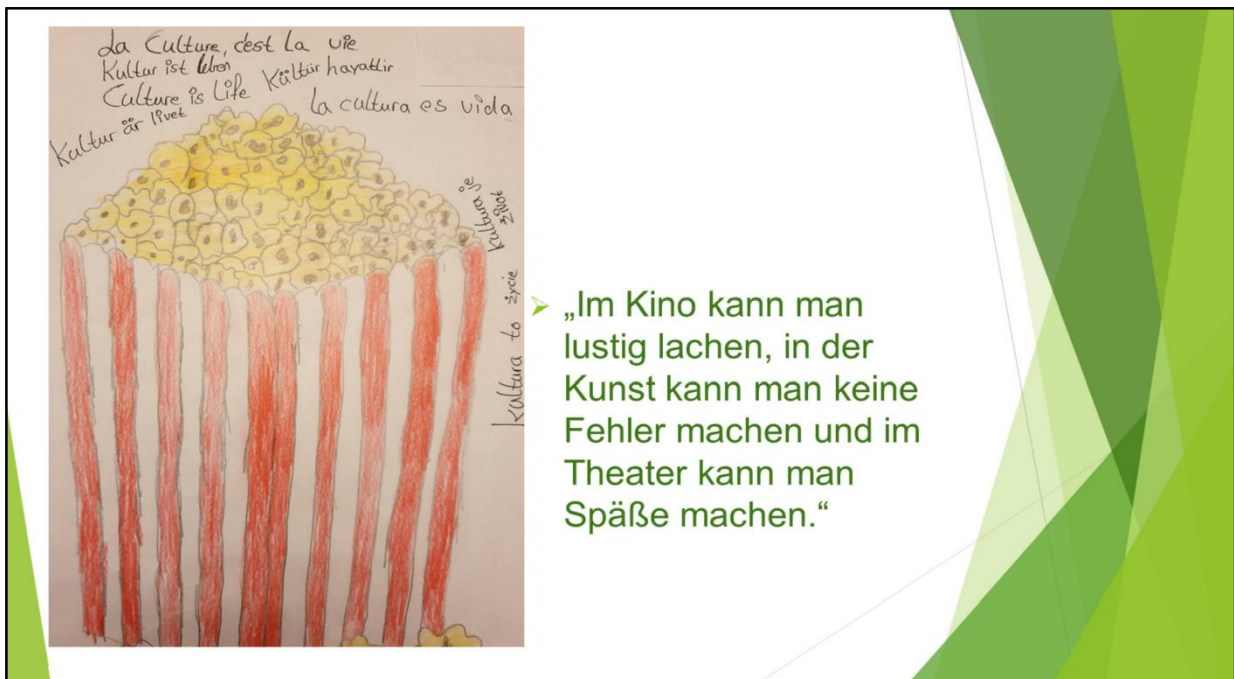 La Culture, c'est La vie
Kultur ist leben
Culture is Life
Kültür hayattır
La cultura es vida
Kultur är livet
kultura je
život
kultura to życie
„Im Kino kann man
lustig lachen, in der
Kunst kann man keine
Fehler machen und im
Theater kann man
Späße machen.“